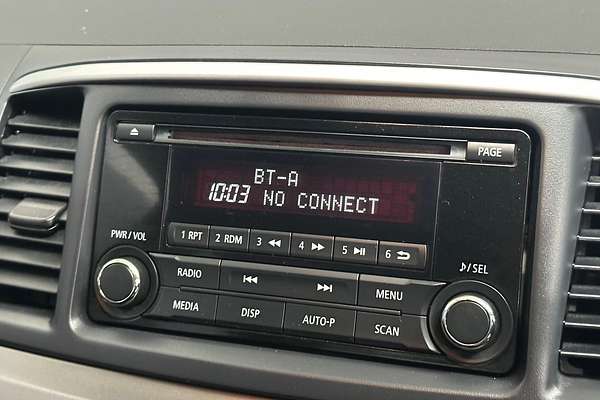 PAGE
BT-A
10:03 NO CONNECT
1 RPT 2 RDM 3 ◀◀ 4 ▶▶ 5 ▶II 6
PWR/VOL
♪/SEL
RADIO MENU
MEDIA DISP AUTO-P SCAN